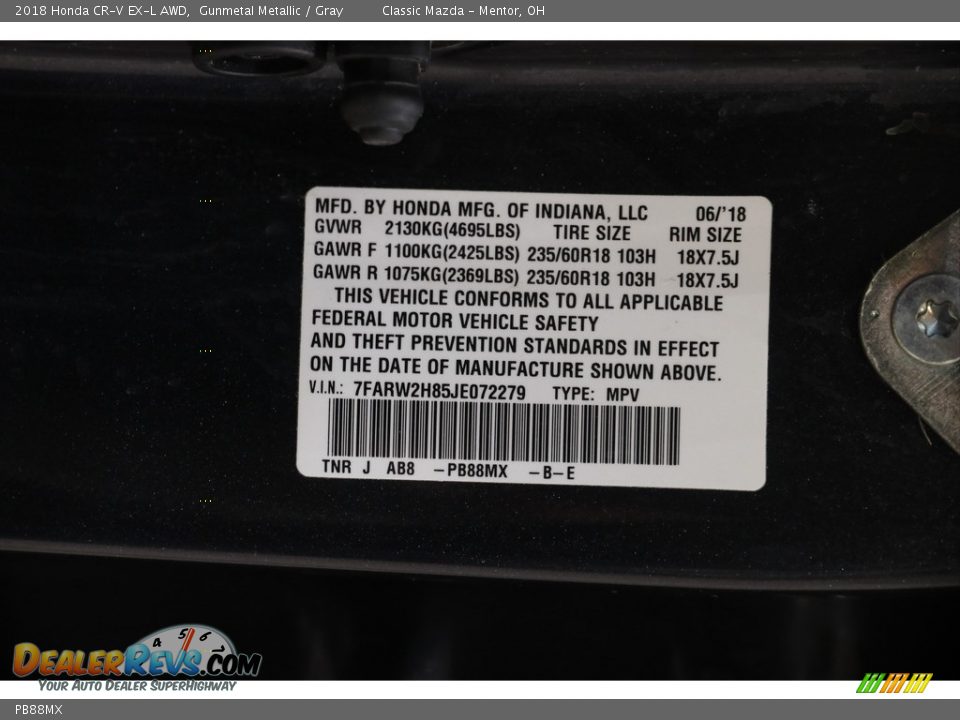 2018 Honda CR-V EX-L AWD, Gunmetal Metallic / Gray Classic Mazda - Mentor, OH
MFD. BY HONDA MFG. OF INDIANA, LLC 06/'18
GVWR 2130KG(4695LBS) TIRE SIZE RIM SIZE
GAWR F 1100KG(2425LBS) 235/60R18 103H 18X7.5J
GAWR R 1075KG(2369LBS) 235/60R18 103H 18X7.5J
THIS VEHICLE CONFORMS TO ALL APPLICABLE
FEDERAL MOTOR VEHICLE SAFETY
AND THEFT PREVENTION STANDARDS IN EFFECT
ON THE DATE OF MANUFACTURE SHOWN ABOVE.
V.I.N.: 7FARW2H85JE072279 TYPE: MPV
TNR J AB8 -PB88MX -B-E
4 5 6
DEALERREVS.COM
YOUR AUTO DEALER SUPERHIGHWAY
PB88MX